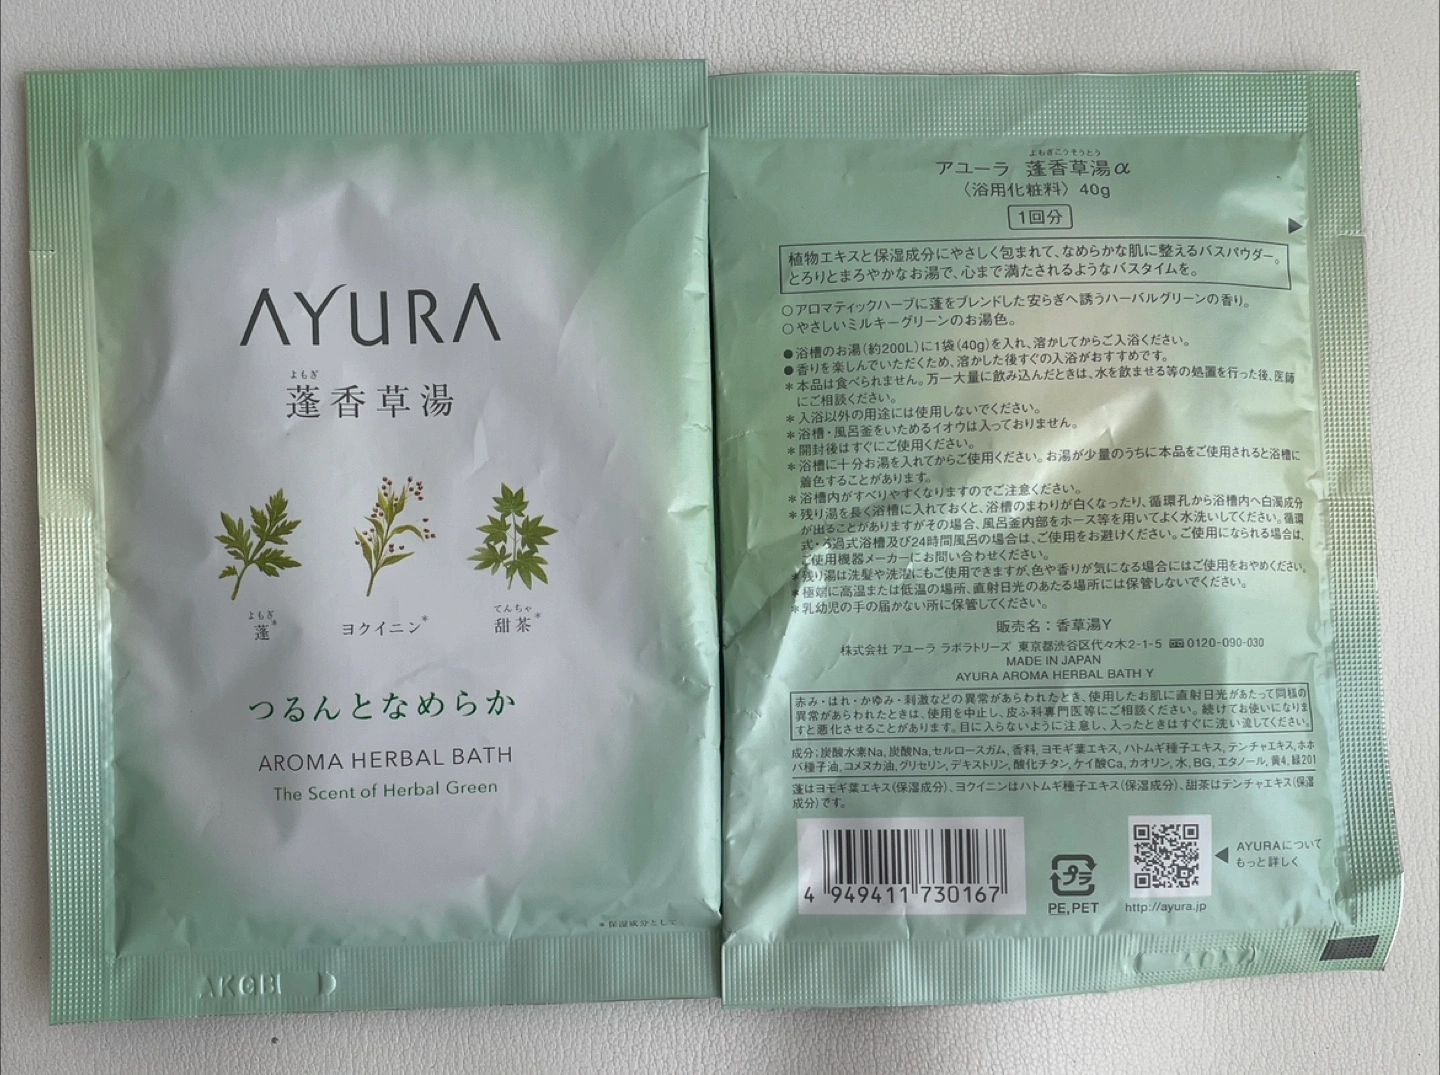 AYURA
よもぎ
蓬香草湯
よもぎ
蓬*
ヨクイニン*
てんちゃ
甜茶*
つるんとなめらか
AROMA HERBAL BATH
The Scent of Herbal Green
*保湿成分として
よもぎこうそうとう
アユーラ 蓬香草湯α
〈浴用化粧料〉 40g
1回分
植物エキスと保湿成分にやさしく包まれて、なめらかな肌に整えるバスパウダー。
とろりとまろやかなお湯で、心まで満たされるようなバスタイムを。
○アロマティックハーブに蓬をブレンドした安らぎへ誘うハーバルグリーンの香り。
○やさしいミルキーグリーンのお湯色。
●浴槽のお湯(約200L)に1袋(40g)を入れ、溶かしてからご入浴ください。
●香りを楽しんでいただくため、溶かした後すぐの入浴がおすすめです。
*本品は食べられません。万一大量に飲み込んだときは、水を飲ませる等の処置を行った後、医師
にご相談ください。
*入浴以外の用途には使用しないでください。
*浴槽・風呂釜をいためるイオウは入っておりません。
*開封後はすぐにご使用ください。
*浴槽に十分お湯を入れてからご使用ください。お湯が少量のうちに本品をご使用されると浴槽に
着色することがあります。
*浴槽内がすべりやすくなりますのでご注意ください。
*残り湯を長く浴槽に入れておくと、浴槽のまわりが白くなったり、循環孔から浴槽内へ白濁成分
が出ることがありますがその場合、風呂釜内部をホース等を用いてよく水洗いしてください。循環
式・過式浴槽及び24時間風呂の場合は、ご使用をお避けください。ご使用になられる場合は、
ご使用機器メーカーにお問い合わせください。
*残り湯は洗髪や洗濯にもご使用できますが、色や香りが気になる場合にはご使用をおやめください。
*極端に高温または低温の場所、直射日光のあたる場所には保管しないでください。
*乳幼児の手の届かない所に保管してください。
販売名：香草湯Y
株式会社 アユーラ ラボラトリーズ 東京都渋谷区代々木2-1-5 0120-090-030
MADE IN JAPAN
AYURA AROMA HERBAL BATH Y
赤み・はれ・かゆみ・刺激などの異常があらわれたとき、使用したお肌に直射日光があたって同様の
異常があらわれたときは、使用を中止し、皮ふ科専門医等にご相談ください。続けてお使いになりま
すと悪化させることがあります。目に入らないように注意し、入ったときはすぐに洗い流してください。
成分:炭酸水素Na,炭酸Na,セルロースガム,香料,ヨモギ葉エキス,ハトムギ種子エキス,テンチャエキス,ホホ
バ種子油,コメヌカ油,グリセリン,デキストリン,酸化チタン,ケイ酸Ca,カオリン,水,BG,エタノール,黄4,緑201
蓬はヨモギ葉エキス(保湿成分)、ヨクイニンはハトムギ種子エキス(保湿成分)、甜茶はテンチャエキス(保湿
成分)です。
4 949411 730167
プラ
PE,PET
http://ayura.jp
AYURAについて
もっと詳しく